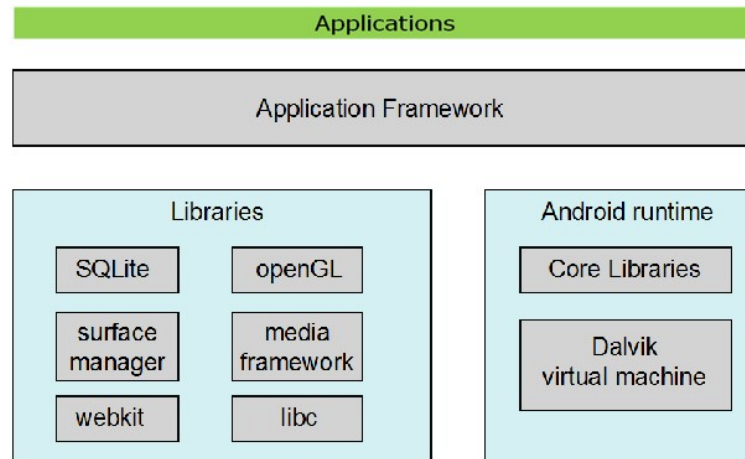 Applications
Application Framework
Libraries
SQLite
openGL
surface
manager
media
framework
webkit
libc
Android runtime
Core Libraries
Dalvik
virtual machine